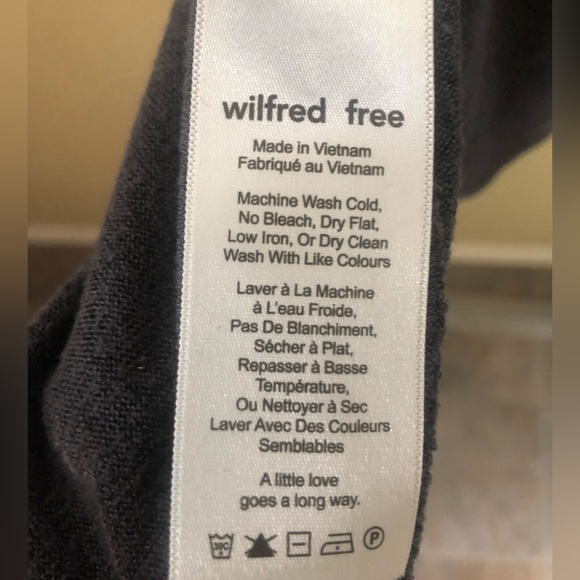 wilfred free
Made in Vietnam
Fabriqué au Vietnam
Machine Wash Cold,
No Bleach, Dry Flat,
Low Iron, Or Dry Clean
Wash With Like Colours
Laver à La Machine
à L'eau Froide,
Pas De Blanchiment,
Sécher à Plat,
Repasser à Basse
Température,
Ou Nettoyer à Sec
Laver Avec Des Couleurs
Semblables
A little love
goes a long way.
30C P